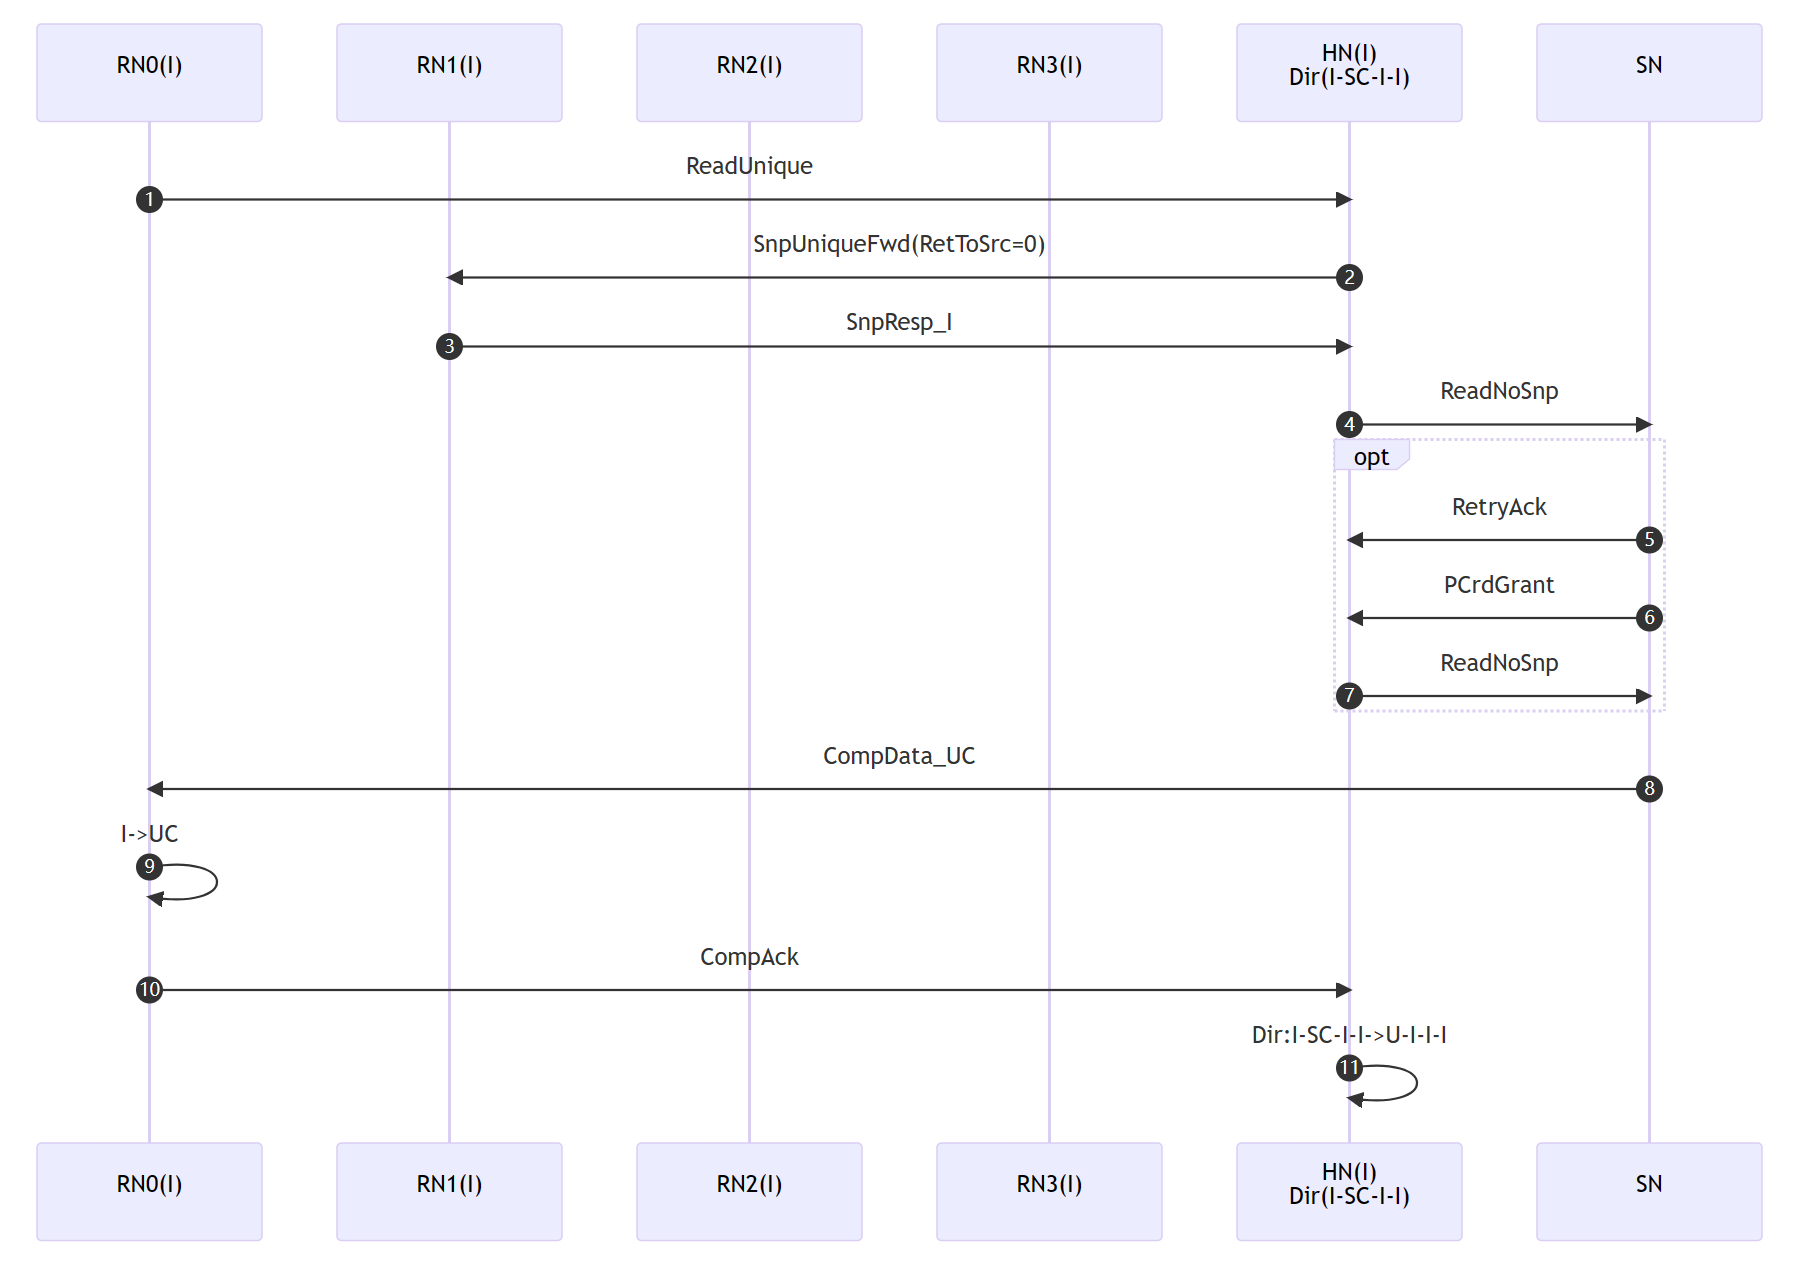 RN0(I)
RN1(I)
RN2(I)
RN3(I)
HN(I)
Dir(I-SC-I-I)
SN
ReadUnique
1
SnpUniqueFwd(RetToSrc=0)
2
SnpResp_I
3
ReadNoSnp
4
opt
RetryAck
5
PCrdGrant
6
ReadNoSnp
7
CompData_UC
8
I->UC
9
CompAck
10
Dir:I-SC-I-I->U-I-I-I
11
RN0(I)
RN1(I)
RN2(I)
RN3(I)
HN(I)
Dir(I-SC-I-I)
SN